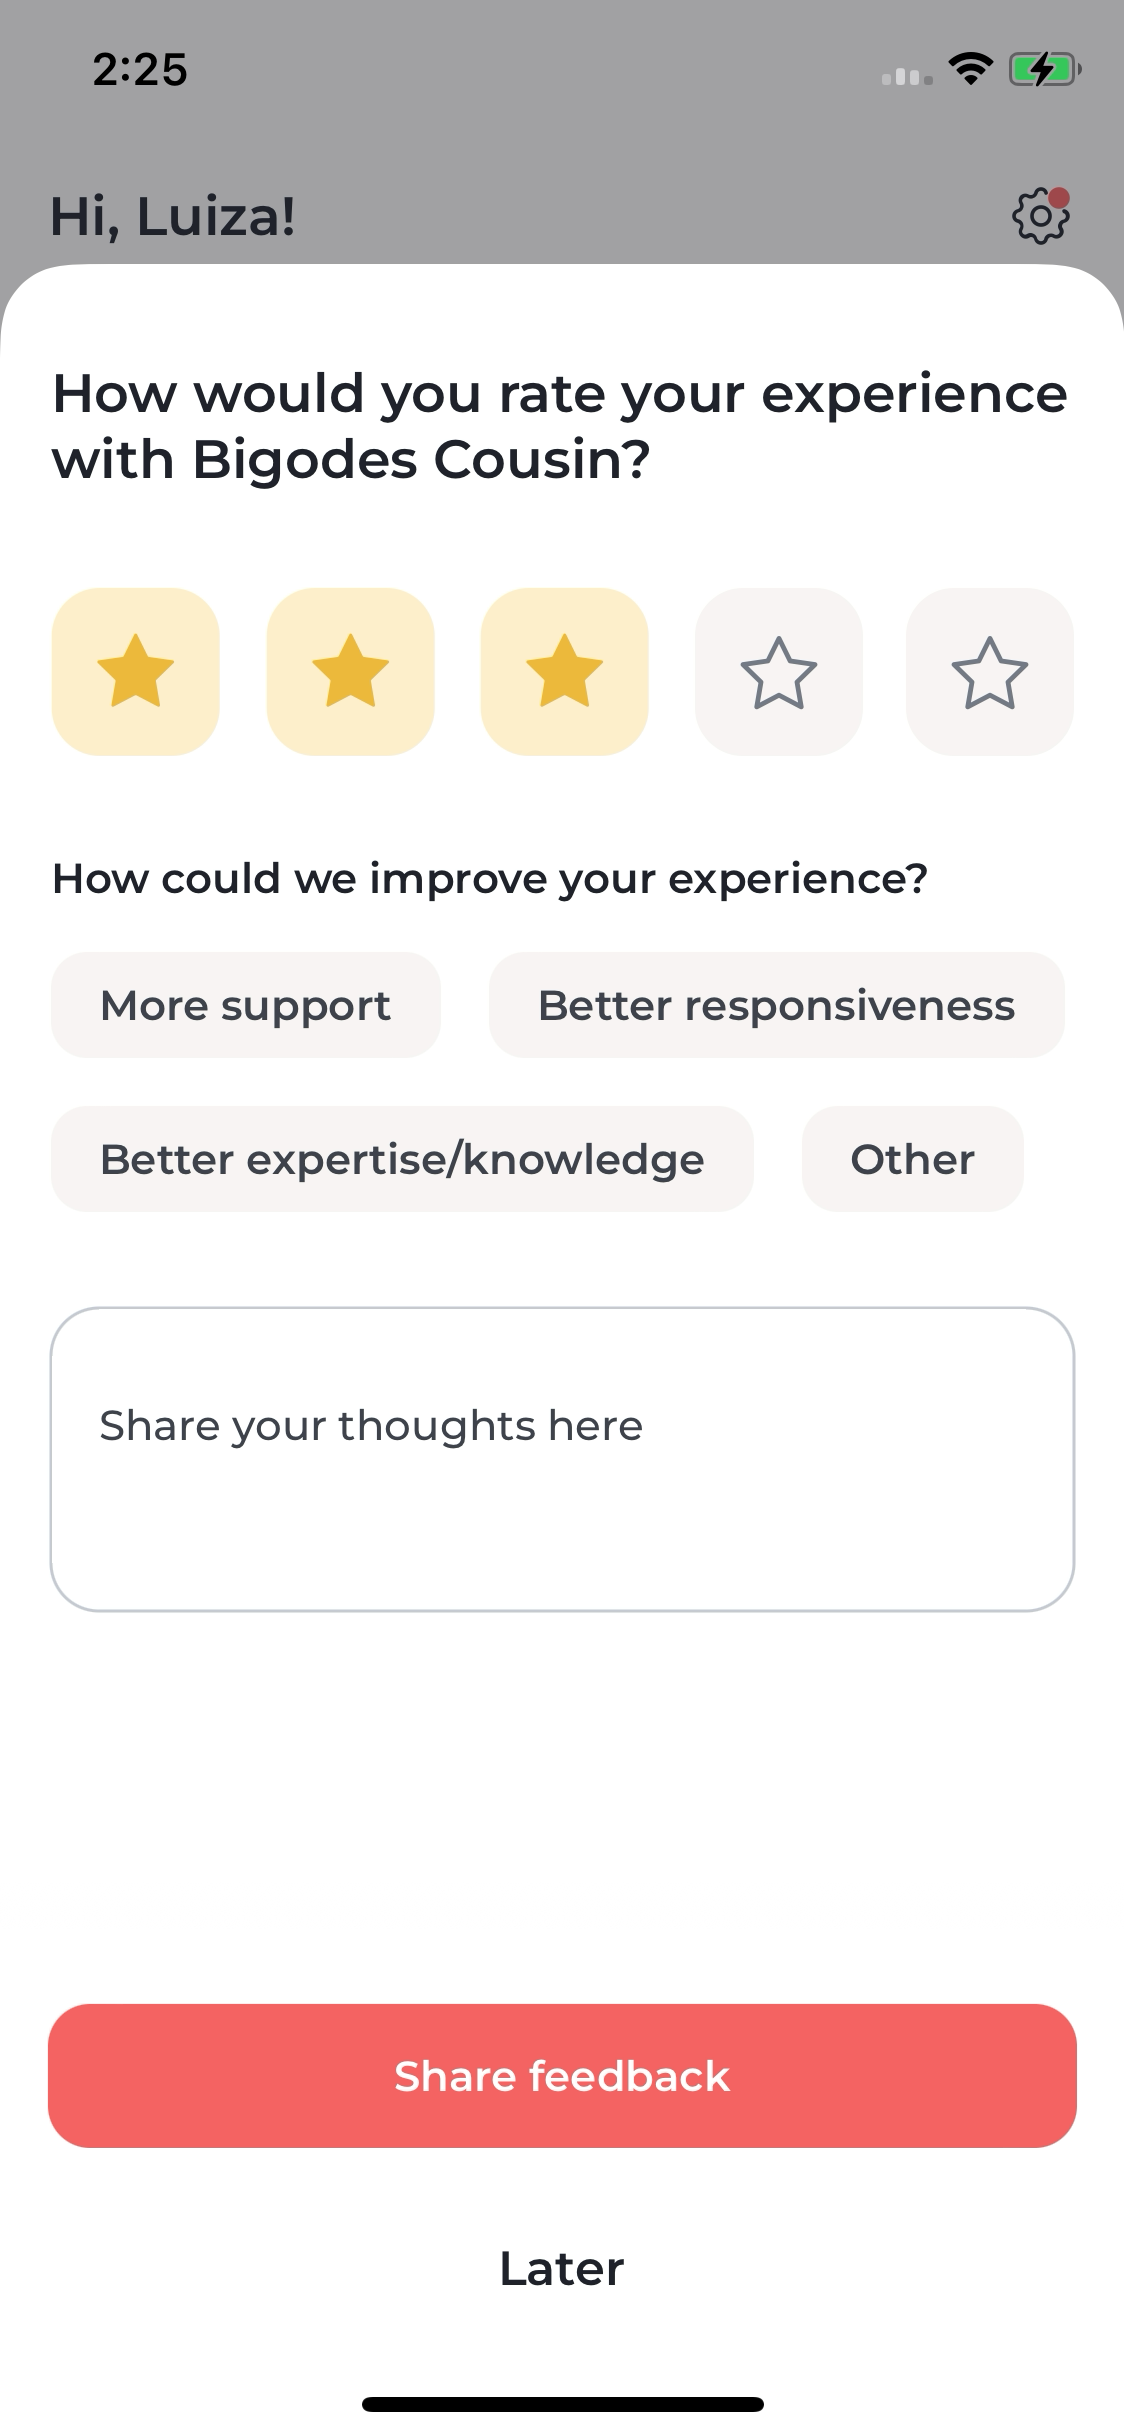 2:25
Hi, Luiza!
How would you rate your experience
with Bigodes Cousin?
How could we improve your experience?
More support
Better responsiveness
Better expertise/knowledge
Other
Share your thoughts here
Share feedback
Later